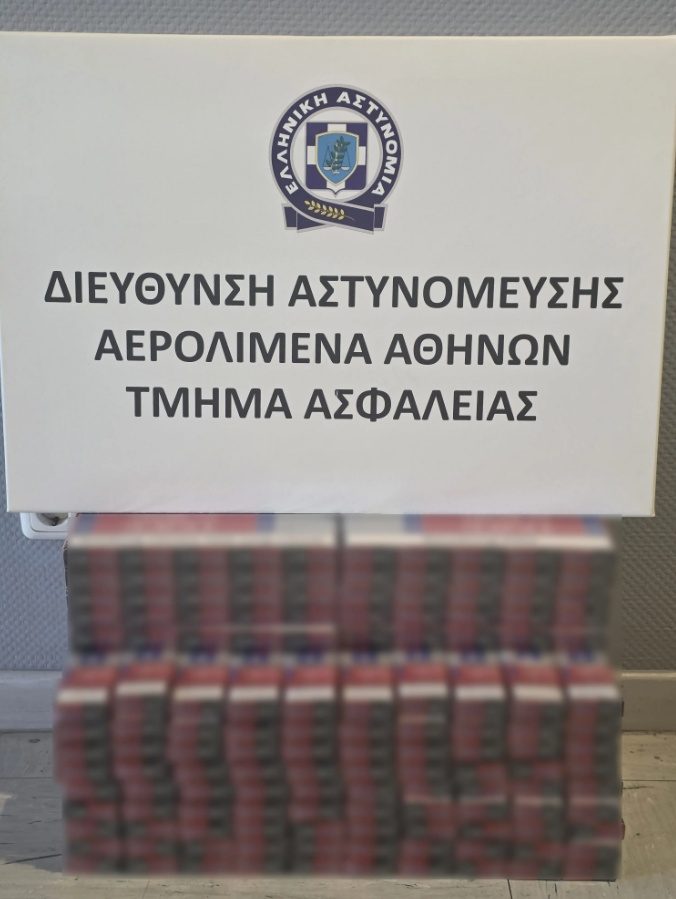 ΕΛΛΗΝΙΚΗ ΑΣΤΥΝΟΜΙΑ
ΔΙΕΥΘΥΝΣΗ ΑΣΤΥΝΟΜΕΥΣΗΣ
ΑΕΡΟΛΙΜΕΝΑ ΑΘΗΝΩΝ
ΤΜΗΜΑ ΑΣΦΑΛΕΙΑΣ